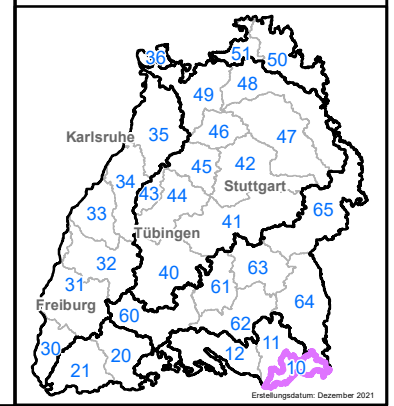 36 51 50
49 48
Karlsruhe 35 46 47
34 45 42
43 44 Stuttgart
33 41 65
Tübingen
32 40 63
31 61 64
Freiburg 60
62
30 20 12 11
21 10
Erstellungsdatum: Dezember 2021